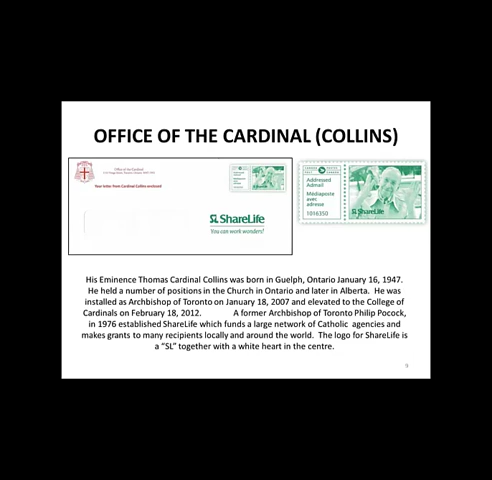 OFFICE OF THE CARDINAL (COLLINS)
Office of the Cardinal
Your letter from Cardinal Collins enclosed
SL ShareLife
You can work wonders!
Addressed
Admail
Médiaposte
avec
adresse
1016350
SL ShareLife
His Eminence Thomas Cardinal Collins was born in Guelph, Ontario January 16, 1947.
He held a number of positions in the Church in Ontario and later in Alberta. He was
installed as Archbishop of Toronto on January 18, 2007 and elevated to the College of
Cardinals on February 18, 2012. A former Archbishop of Toronto Philip Pocock,
in 1976 established ShareLife which funds a large network of Catholic agencies and
makes grants to many recipients locally and around the world. The logo for ShareLife is
a “SL” together with a white heart in the centre.
9